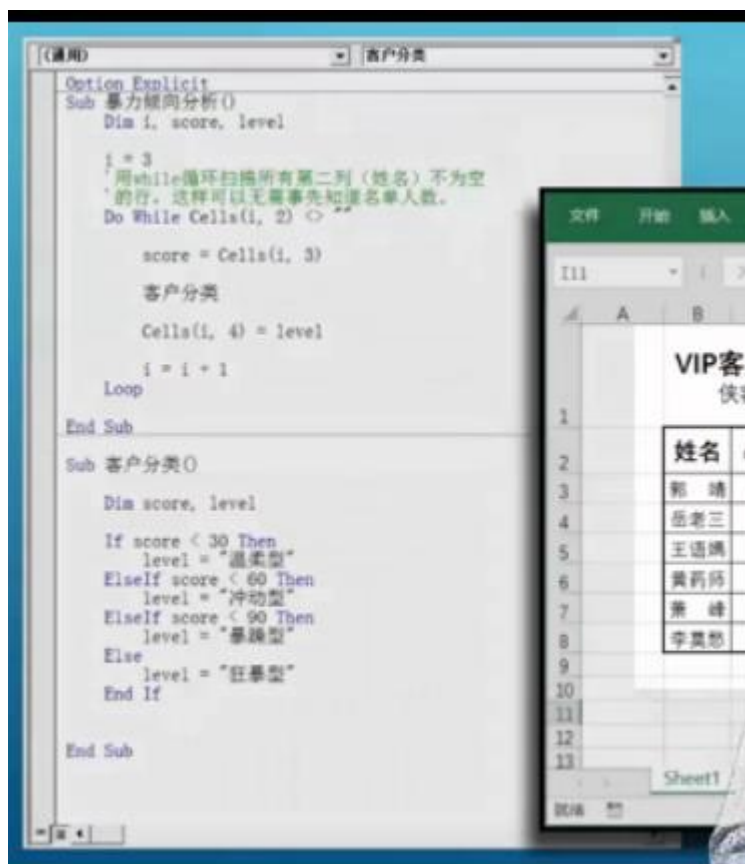 (通用)
客户分类
Option Explicit
Sub 暴力倾向分析()
Dim i, score, level
i = 3
'用while循环扫描所有第二列（姓名）不为空
'的行。这样可以无需事先知道名单人数。
Do While Cells(i, 2) <> ""
score = Cells(i, 3)
客户分类
Cells(i, 4) = level
i = i + 1
Loop
End Sub
Sub 客户分类()
Dim score, level
If score < 30 Then
level = "温柔型"
ElseIf score < 60 Then
level = "冲动型"
ElseIf score < 90 Then
level = "暴躁型"
Else
level = "狂暴型"
End If
End Sub
文件 开始 插入
I11
A B
VIP客
侠客
1
2 姓名
3 郭 靖
4 岳老三
5 王语嫣
6 黄药师
7 萧 峰
8 李莫愁
9
10
11
12
13
Sheet1
就绪